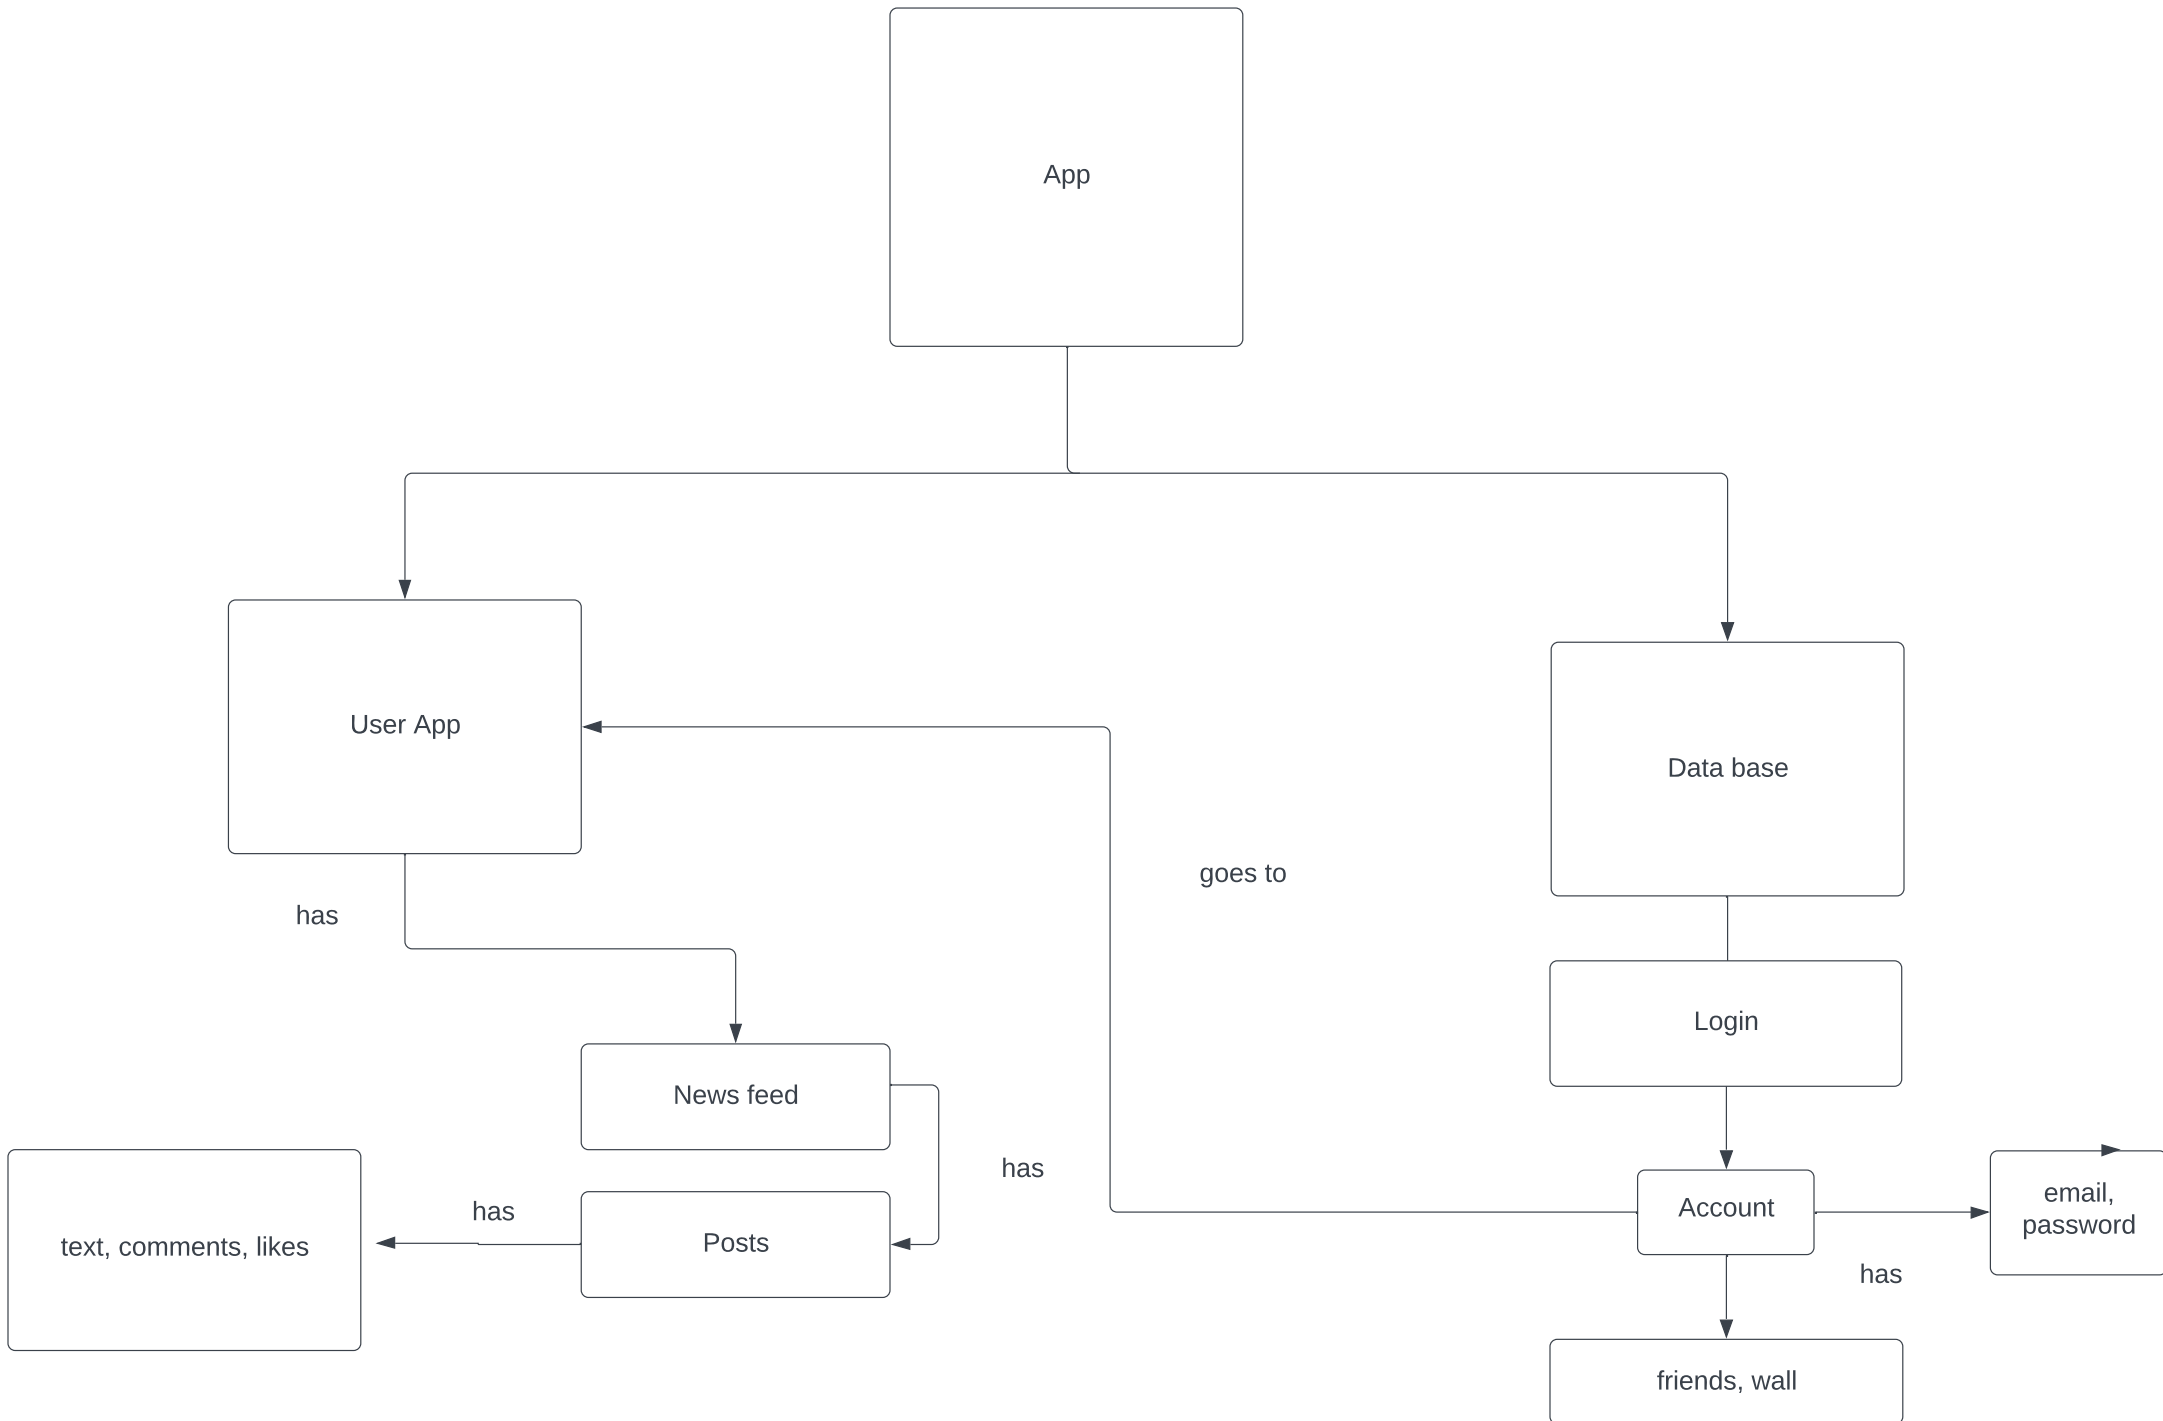 App
User App
Data base
goes to
has
Login
News feed
has
Account
email,
password
has
Posts
text, comments, likes
has
friends, wall